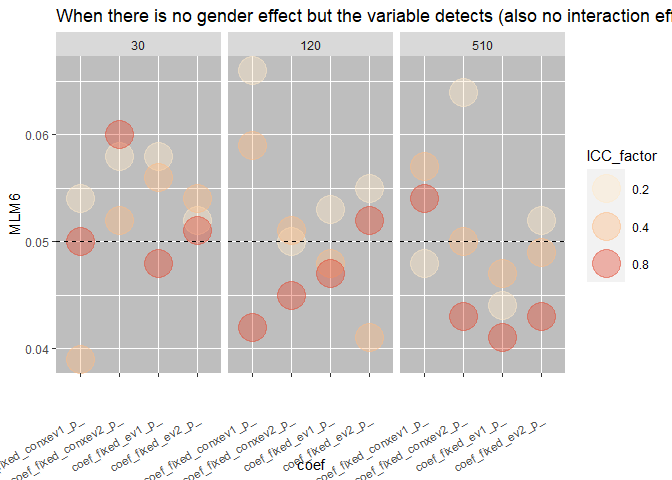 When there is no gender effect but the variable detects (also no interaction eff
30 120 510
ICC_factor
0.2
0.4
0.8
0.06
0.05
0.04
MLM6
fixed_conxev1_p_
coef_fixed_conxev2_p_
coef_fixed_ev1_p_
coef_fixed_ev2_p_
coef_fixed_conxev1_p_
coef_fixed_conxev2_p_
coef_fixed_ev1_p_
coef_fixed_ev2_p_
coef_fixed_conxev1_p_
coef_fixed_conxev2_p_
coef_fixed_ev1_p_
coef_fixed_ev2_p_
coef